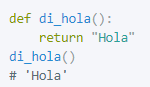 def di_hola():
    return "Hola"
di_hola()
# 'Hola'